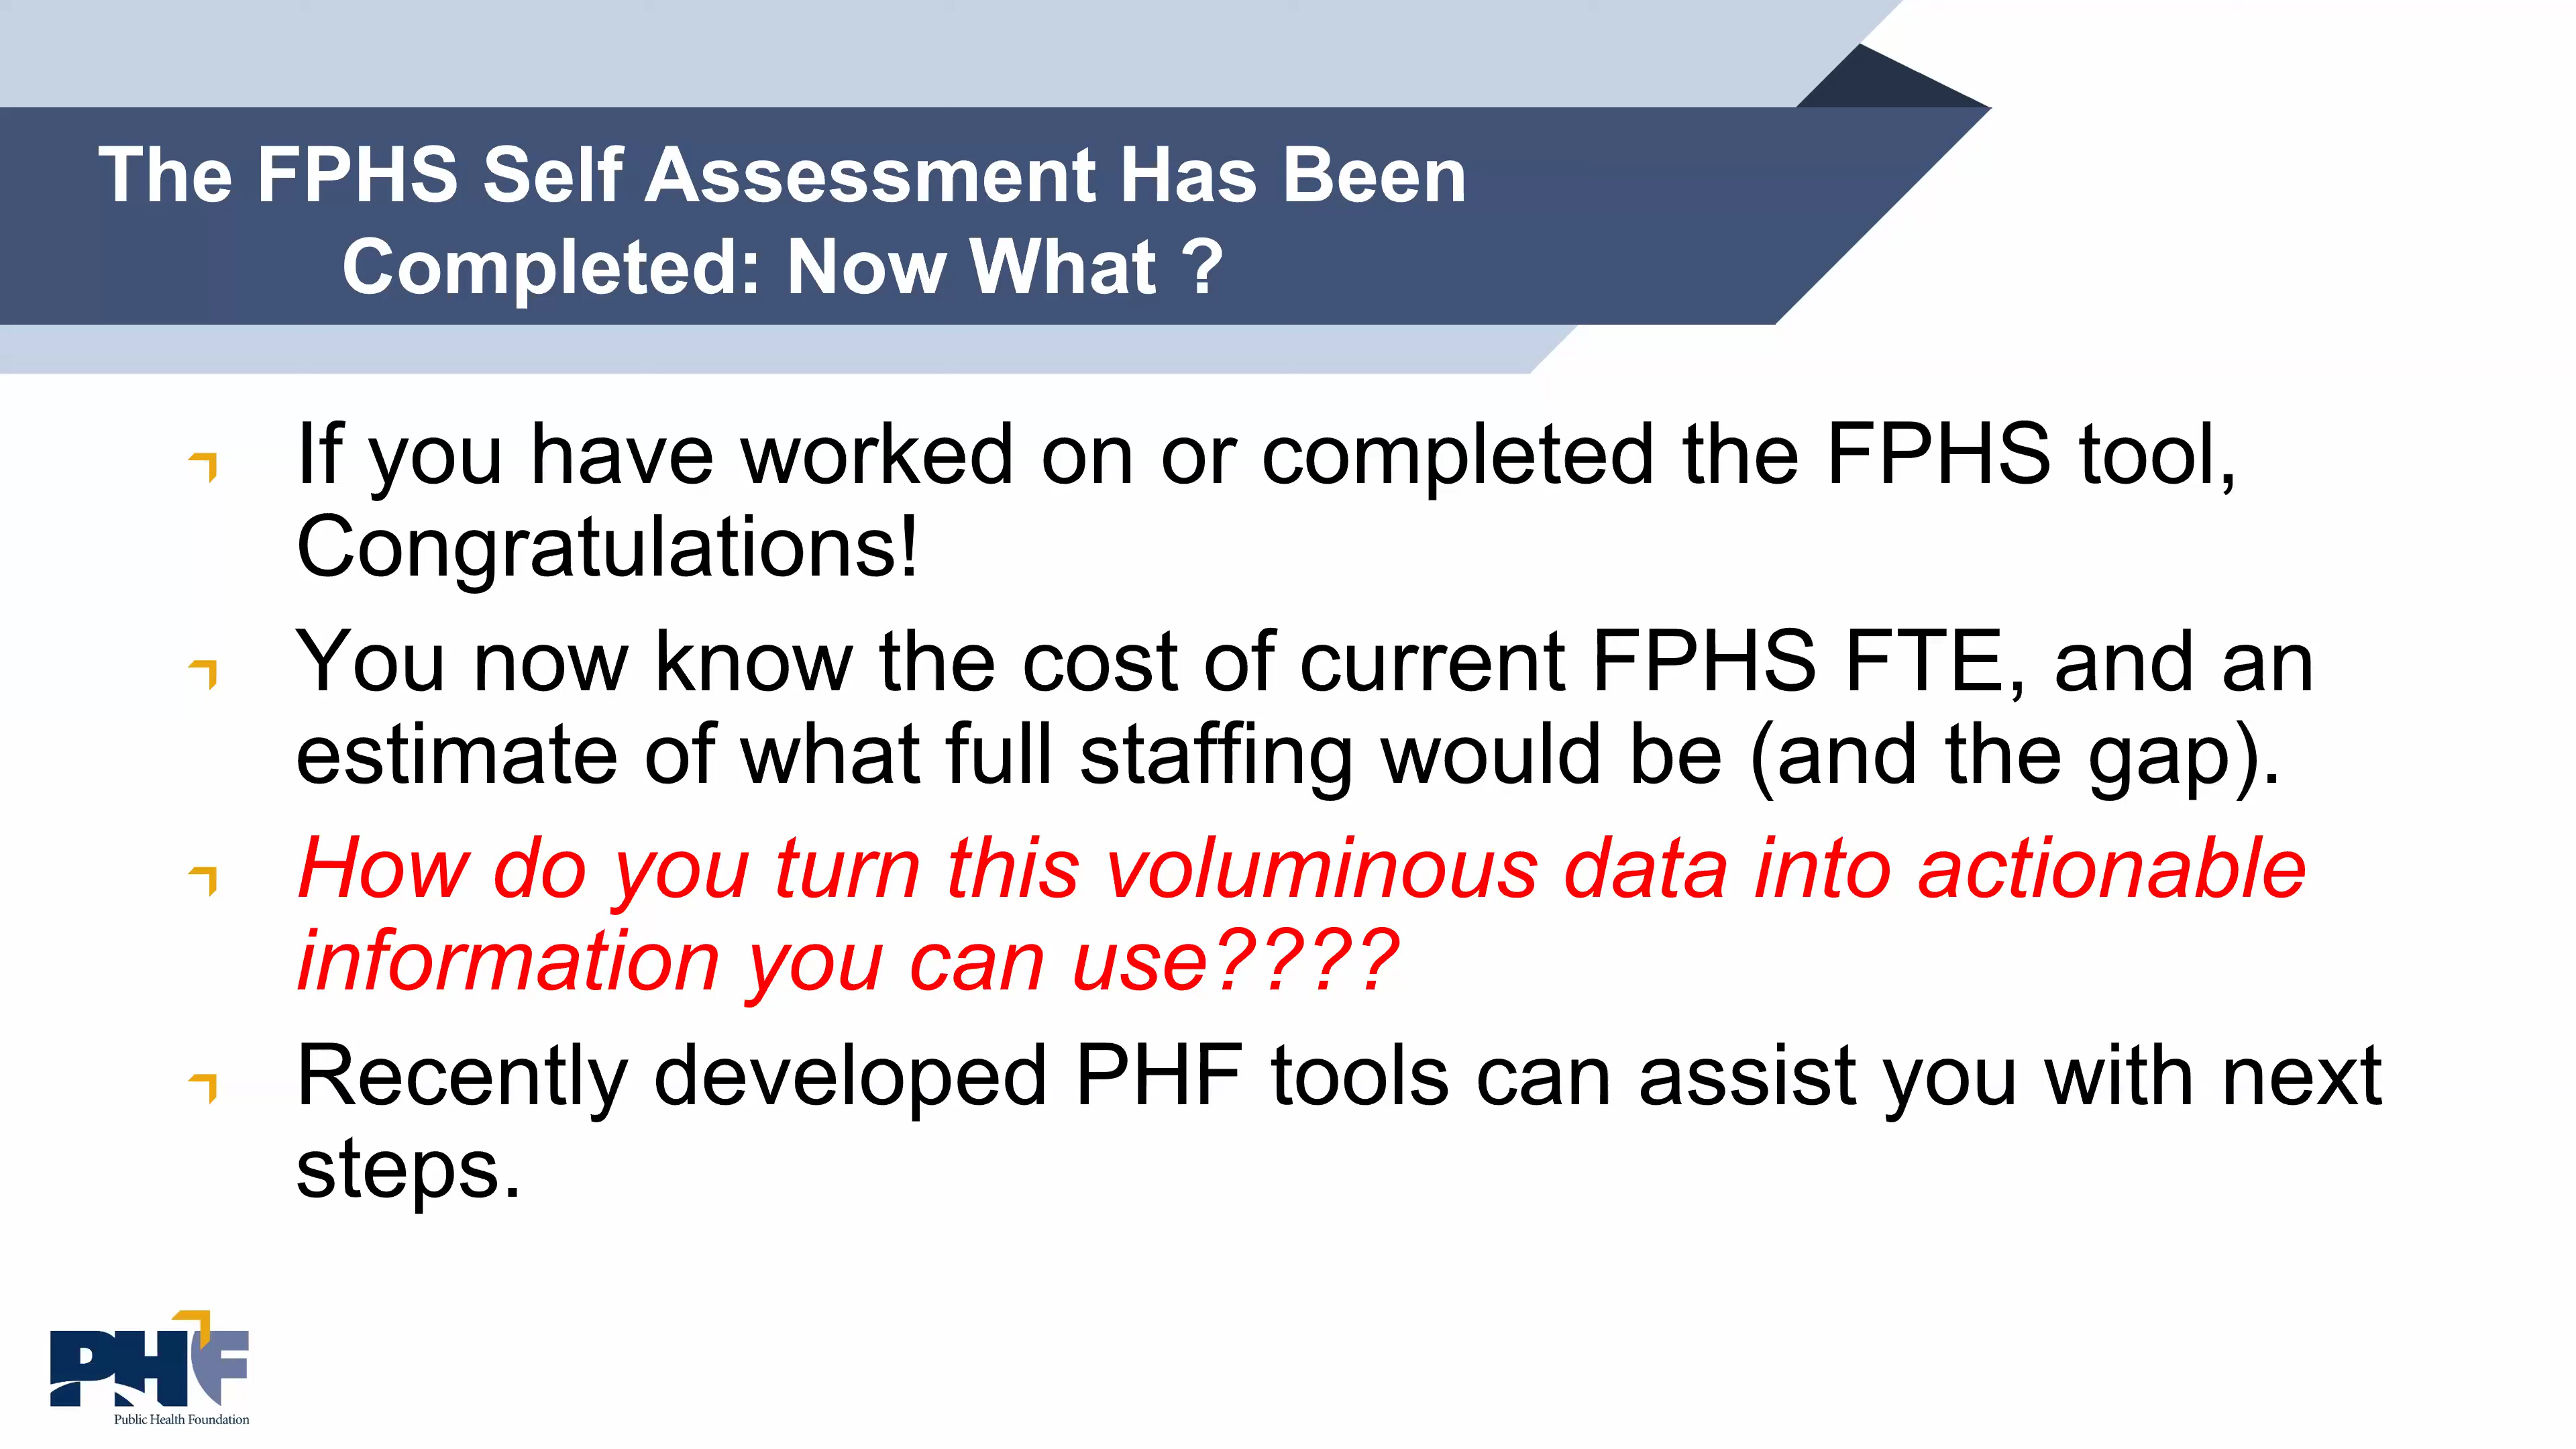 The FPHS Self Assessment Has Been
Completed: Now What ?
If you have worked on or completed the FPHS tool,
Congratulations!
You now know the cost of current FPHS FTE, and an
estimate of what full staffing would be (and the gap).
How do you turn this voluminous data into actionable
information you can use????
Recently developed PHF tools can assist you with next
steps.
PHF
Public Health Foundation